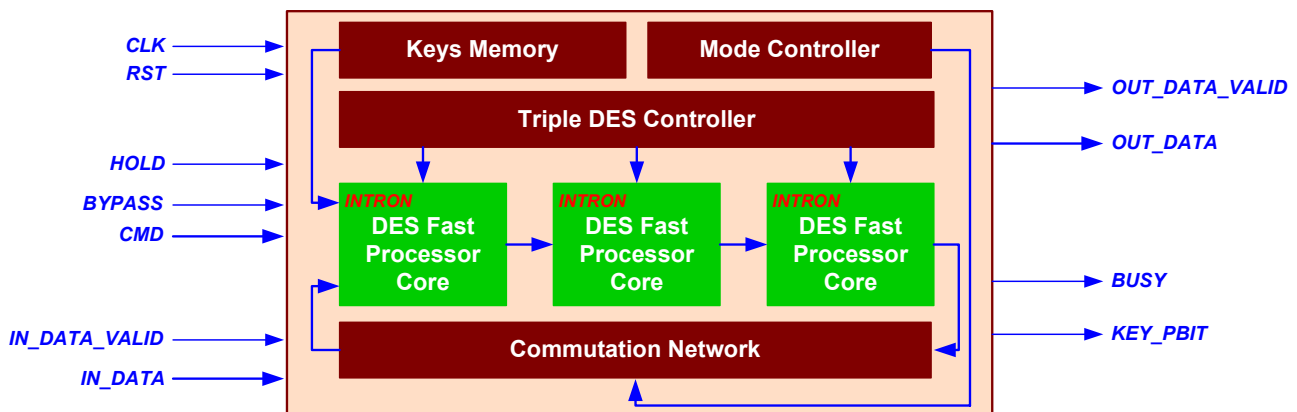 CLK
RST
HOLD
BYPASS
CMD
IN_DATA_VALID
IN_DATA
Keys Memory
Mode Controller
Triple DES Controller
INTRON
DES Fast
Processor
Core
INTRON
DES Fast
Processor
Core
INTRON
DES Fast
Processor
Core
Commutation Network
OUT_DATA_VALID
OUT_DATA
BUSY
KEY_PBIT